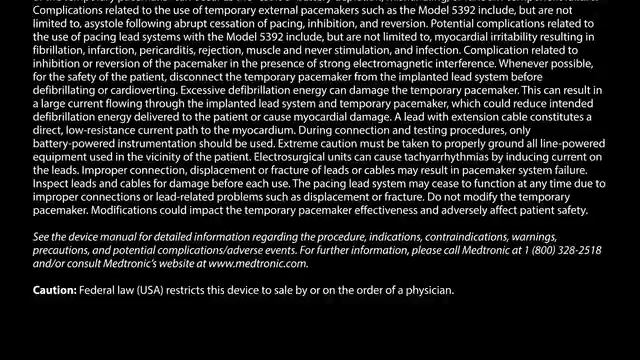 Complications related to the use of temporary external pacemakers such as the Model 5392 include, but are not
limited to, asystole following abrupt cessation of pacing, inhibition, and reversion. Potential complications related to
the use of pacing lead systems with the Model 5392 include, but are not limited to, myocardial irritability resulting in
fibrillation, infarction, pericarditis, rejection, muscle and nerve stimulation, and infection. Complication related to
inhibition or reversion of the pacemaker in the presence of strong electromagnetic interference. Whenever possible,
for the safety of the patient, disconnect the temporary pacemaker from the implanted lead system before
defibrillating or cardioverting. Excessive defibrillation energy can damage the temporary pacemaker. This can result in
a large current flowing through the implanted lead system and temporary pacemaker, which could reduce intended
defibrillation energy delivered to the patient or cause myocardial damage. A lead with extension cable constitutes a
direct, low-resistance current path to the myocardium. During connection and testing procedures, only
battery-powered instrumentation should be used. Extreme caution must be taken to properly ground all line-powered
equipment used in the vicinity of the patient. Electrosurgical units can cause tachyarrhythmias by inducing current on
the leads. Improper connection, displacement or fracture of leads or cables may result in pacemaker system failure.
Inspect leads and cables for damage before each use. The pacing lead system may cease to function at any time due to
improper connections or lead-related problems such as displacement or fracture. Do not modify the temporary
pacemaker. Modifications could impact the temporary pacemaker effectiveness and adversely affect patient safety.
See the device manual for detailed information regarding the procedure, indications, contraindications, warnings,
precautions, and potential complications/adverse events. For further information, please call Medtronic at 1 (800) 328-2518
and/or consult Medtronic's website at www.medtronic.com.
Caution: Federal law (USA) restricts this device to sale by or on the order of a physician.